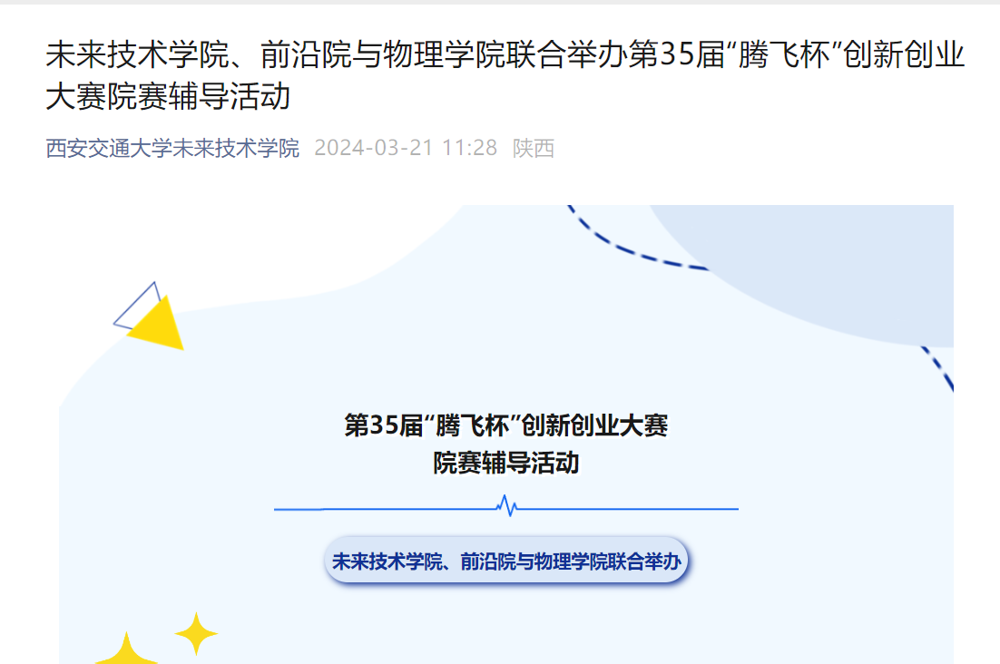 未来技术学院、前沿院与物理学院联合举办第35届“腾飞杯”创新创业
大赛院赛辅导活动
西安交通大学未来技术学院 2024-03-21 11:28 陕西
第35届“腾飞杯”创新创业大赛
院赛辅导活动
未来技术学院、前沿院与物理学院联合举办